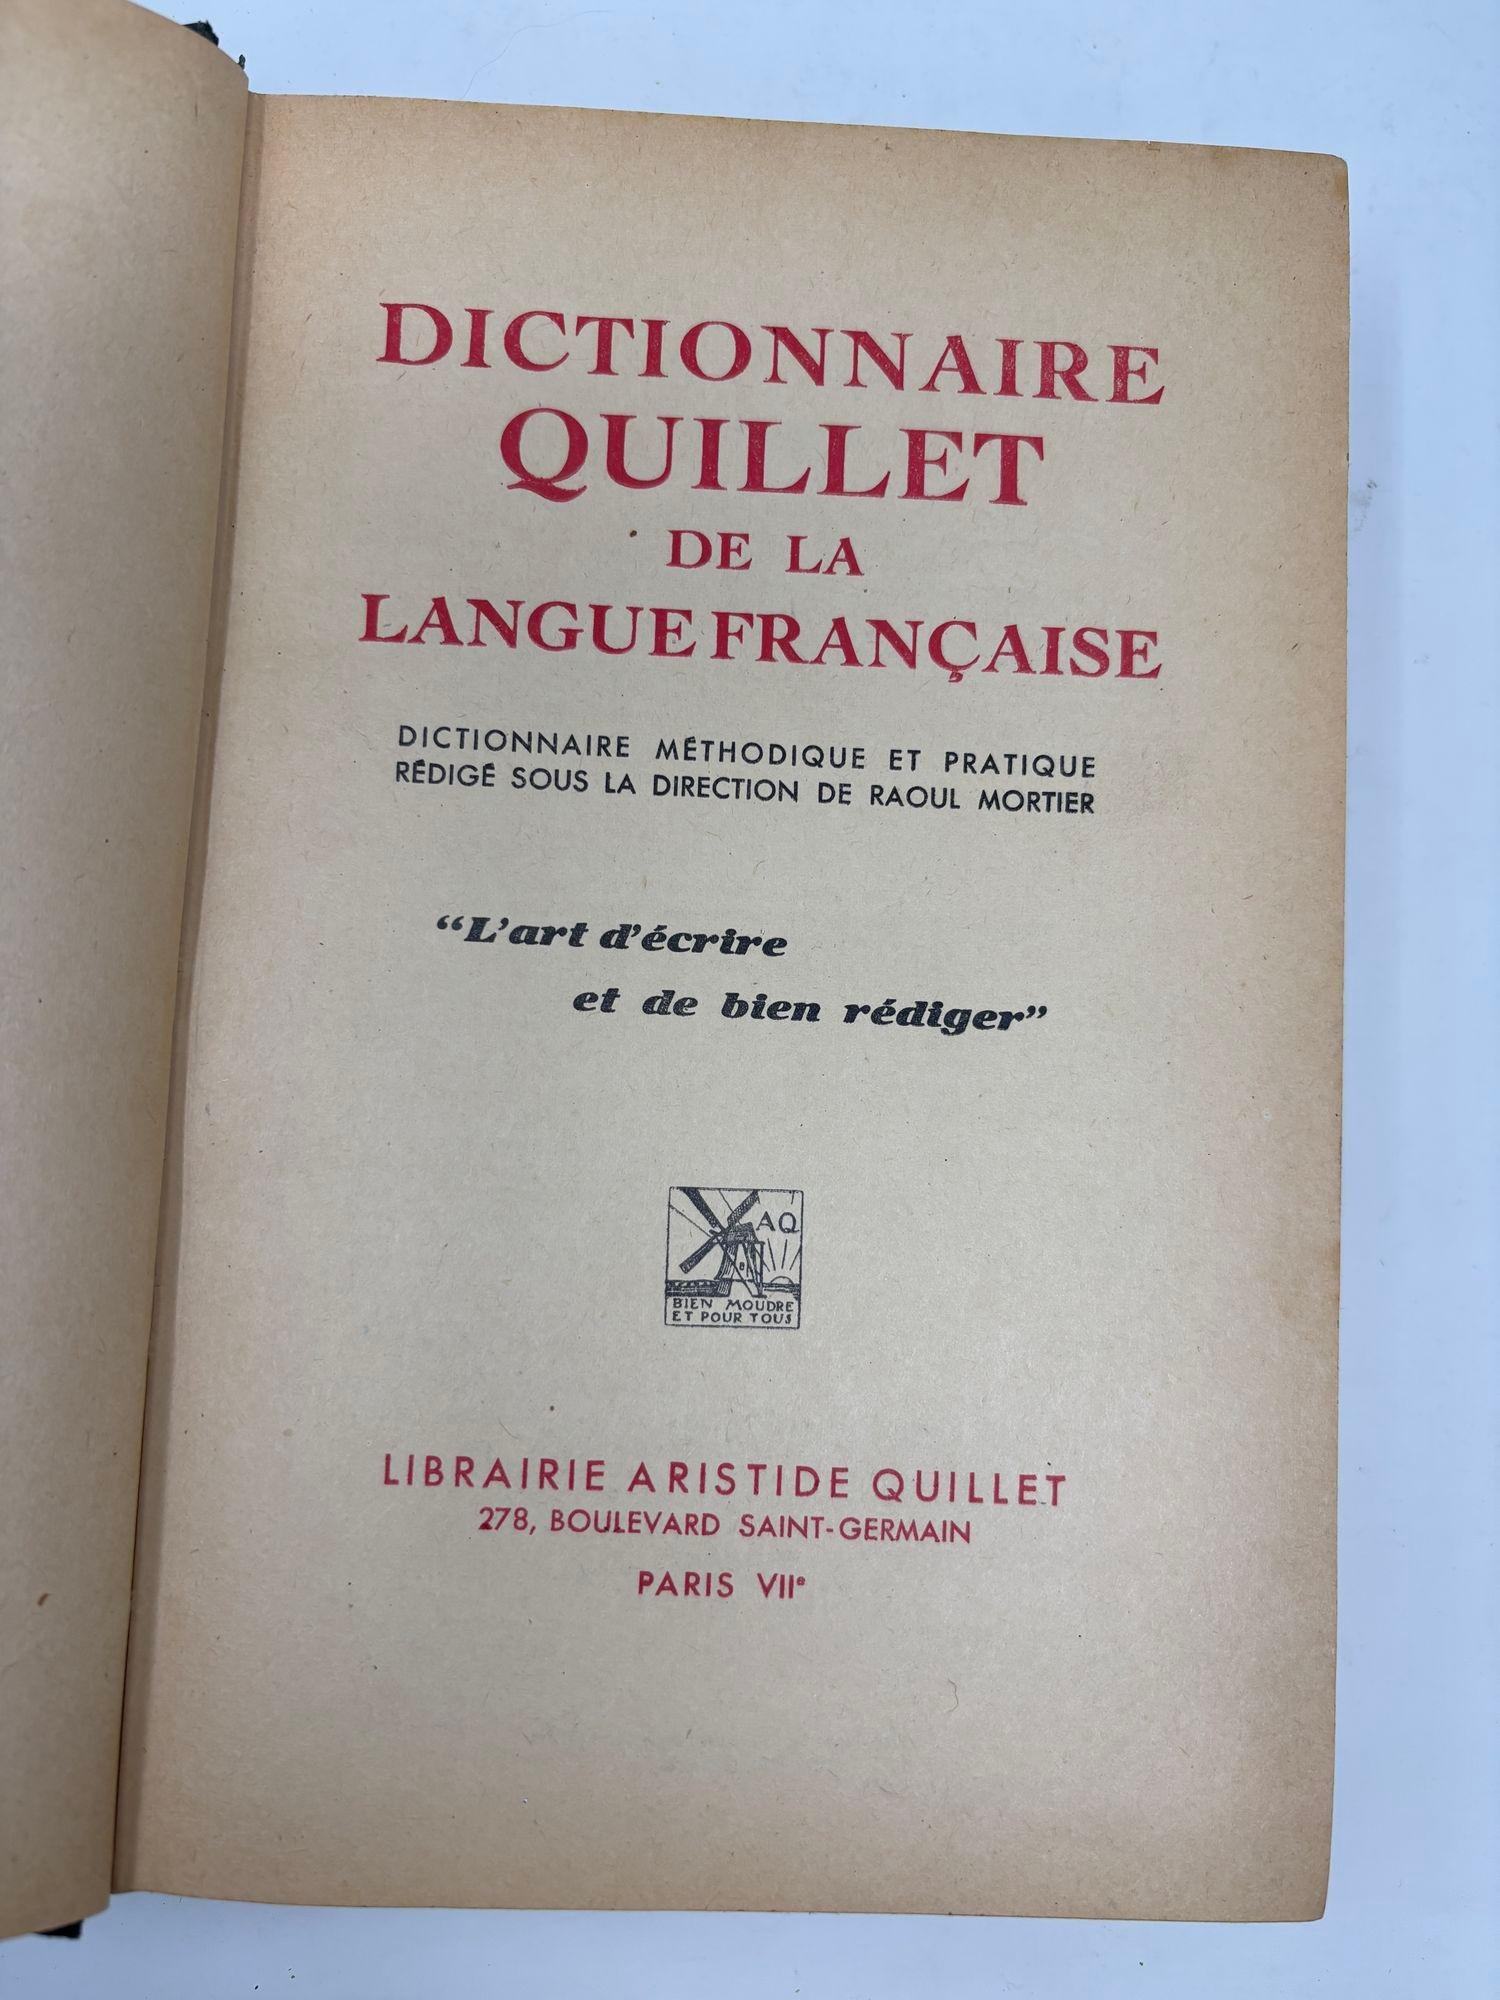 DICTIONNAIRE
QUILLET
DE LA
LANGUE FRANÇAISE
DICTIONNAIRE MÉTHODIQUE ET PRATIQUE
RÉDIGÉ SOUS LA DIRECTION DE RAOUL MORTIER
“L’art d’écrire
et de bien rédiger”
AQ
BIEN MOUDRE
ET POUR TOUS
LIBRAIRIE ARISTIDE QUILLET
278, BOULEVARD SAINT-GERMAIN
PARIS VIIᵉ